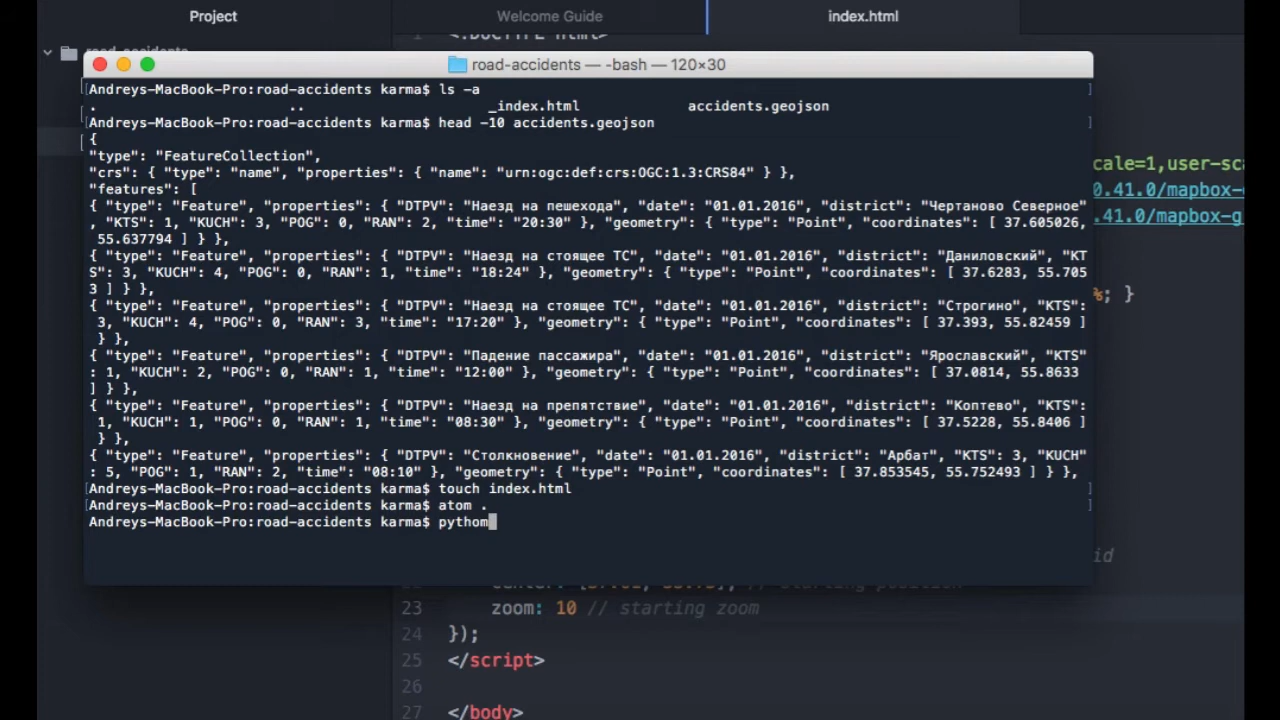 Project
Welcome Guide
index.html
road-accidents — -bash — 120×30
Andreys-MacBook-Pro:road-accidents karma$ ls -a
. .. _index.html accidents.geojson
Andreys-MacBook-Pro:road-accidents karma$ head -10 accidents.geojson
{
"type": "FeatureCollection",
"crs": { "type": "name", "properties": { "name": "urn:ogc:def:crs:OGC:1.3:CRS84" } },
"features": [
{ "type": "Feature", "properties": { "DTPV": "Наезд на пешехода", "date": "01.01.2016", "district": "Чертаново Северное"
, "KTS": 1, "KUCH": 3, "POG": 0, "RAN": 2, "time": "20:30" }, "geometry": { "type": "Point", "coordinates": [ 37.605026,
55.637794 ] } },
{ "type": "Feature", "properties": { "DTPV": "Наезд на стоящее ТС", "date": "01.01.2016", "district": "Даниловский", "KT
S": 3, "KUCH": 4, "POG": 0, "RAN": 1, "time": "18:24" }, "geometry": { "type": "Point", "coordinates": [ 37.6283, 55.705
3 ] } },
{ "type": "Feature", "properties": { "DTPV": "Наезд на стоящее ТС", "date": "01.01.2016", "district": "Строгино", "KTS":
3, "KUCH": 4, "POG": 0, "RAN": 3, "time": "17:20" }, "geometry": { "type": "Point", "coordinates": [ 37.393, 55.82459 ]
} },
{ "type": "Feature", "properties": { "DTPV": "Падение пассажира", "date": "01.01.2016", "district": "Ярославский", "KTS"
: 1, "KUCH": 2, "POG": 0, "RAN": 1, "time": "12:00" }, "geometry": { "type": "Point", "coordinates": [ 37.0814, 55.8633
] } },
{ "type": "Feature", "properties": { "DTPV": "Наезд на препятствие", "date": "01.01.2016", "district": "Коптево", "KTS":
1, "KUCH": 1, "POG": 0, "RAN": 1, "time": "08:30" }, "geometry": { "type": "Point", "coordinates": [ 37.5228, 55.8406 ]
} },
{ "type": "Feature", "properties": { "DTPV": "Столкновение", "date": "01.01.2016", "district": "Арбат", "KTS": 3, "KUCH"
: 5, "POG": 1, "RAN": 2, "time": "08:10" }, "geometry": { "type": "Point", "coordinates": [ 37.853545, 55.752493 ] } },
Andreys-MacBook-Pro:road-accidents karma$ touch index.html
Andreys-MacBook-Pro:road-accidents karma$ atom .
Andreys-MacBook-Pro:road-accidents karma$ pythom
cale=1,user-sca
0.41.0/mapbox-g
.41.0/mapbox-g
%; }
id
23 zoom: 10 // starting zoom
24 });
25 </script>
26
27 </body>